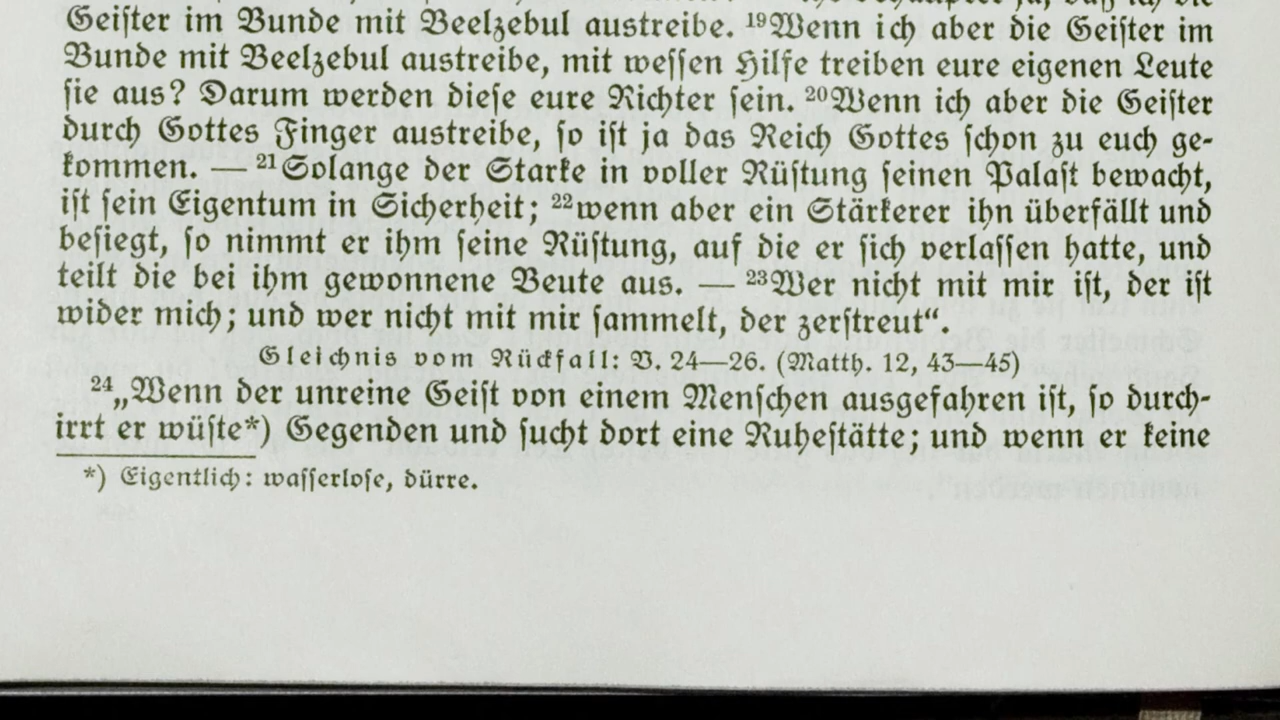 Geiſter im Bunde mit Beelzebul austreibe. ¹⁹Wenn ich aber die Geiſter im
Bunde mit Beelzebul austreibe, mit weſſen Hilfe treiben eure eigenen Leute
ſie aus? Darum werden dieſe eure Richter ſein. ²⁰Wenn ich aber die Geiſter
durch Gottes Finger austreibe, ſo iſt ja das Reich Gottes ſchon zu euch ge-
kommen. — ²¹Solange der Starke in voller Rüſtung ſeinen Palaſt bewacht,
iſt ſein Eigentum in Sicherheit; ²²wenn aber ein Stärkerer ihn überfällt und
beſiegt, ſo nimmt er ihm ſeine Rüſtung, auf die er ſich verlaſſen hatte, und
teilt die bei ihm gewonnene Beute aus. — ²³Wer nicht mit mir iſt, der iſt
wider mich; und wer nicht mit mir ſammelt, der zerſtreut“.
Gleichnis vom Rückfall: V. 24—26. (Matth. 12, 43—45)
²⁴„Wenn der unreine Geiſt von einem Menſchen ausgefahren iſt, ſo durch-
irrt er wüſte*) Gegenden und ſucht dort eine Ruheſtätte; und wenn er keine
*) Eigentlich: waſſerloſe, dürre.